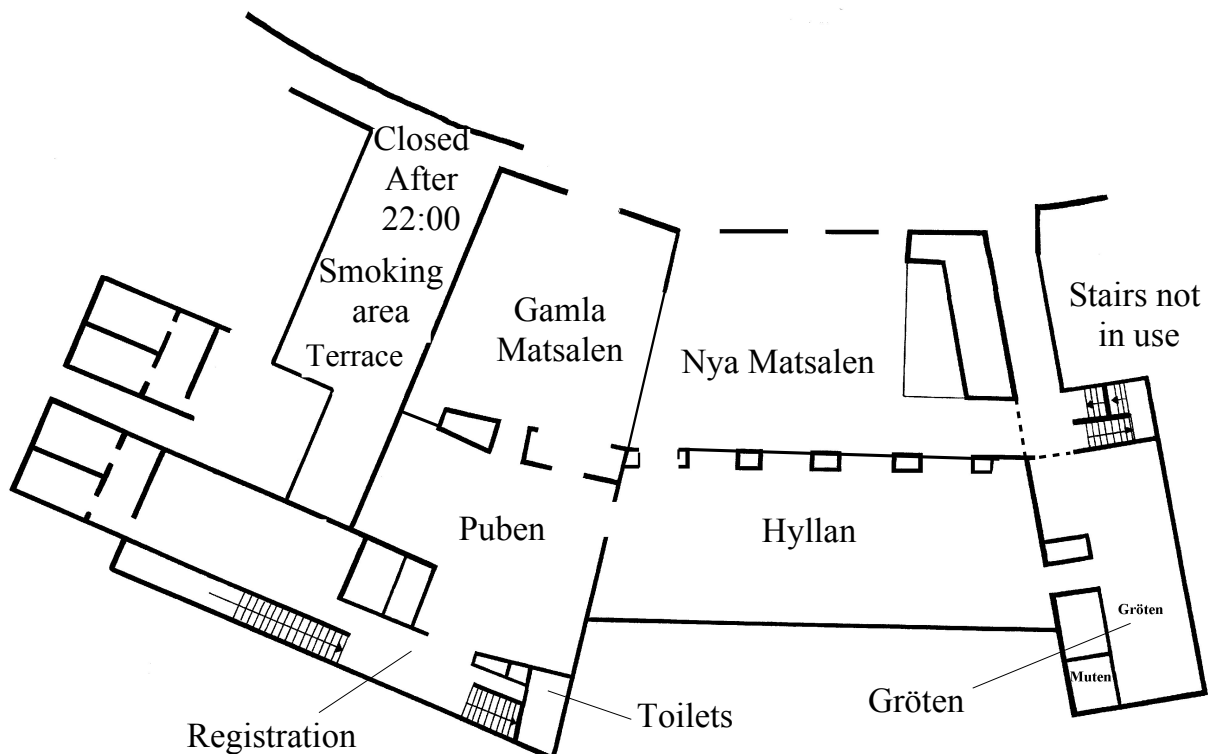 Closed
After
22:00
Smoking
area
Terrace
Gamla
Matsalen
Nya Matsalen
Stairs not
in use
Puben
Hyllan
Gröten
Muten
Gröten
Toilets
Registration